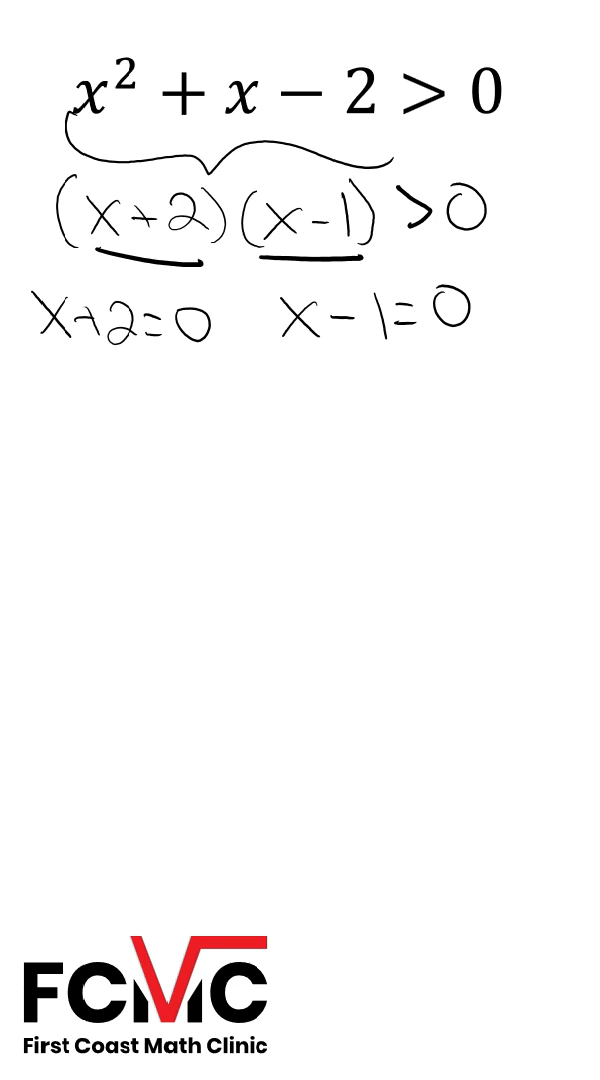 x² + x − 2 > 0
(x+2)(x-1) >0
x+2=0 x-1=0
FCMC
First Coast Math Clinic